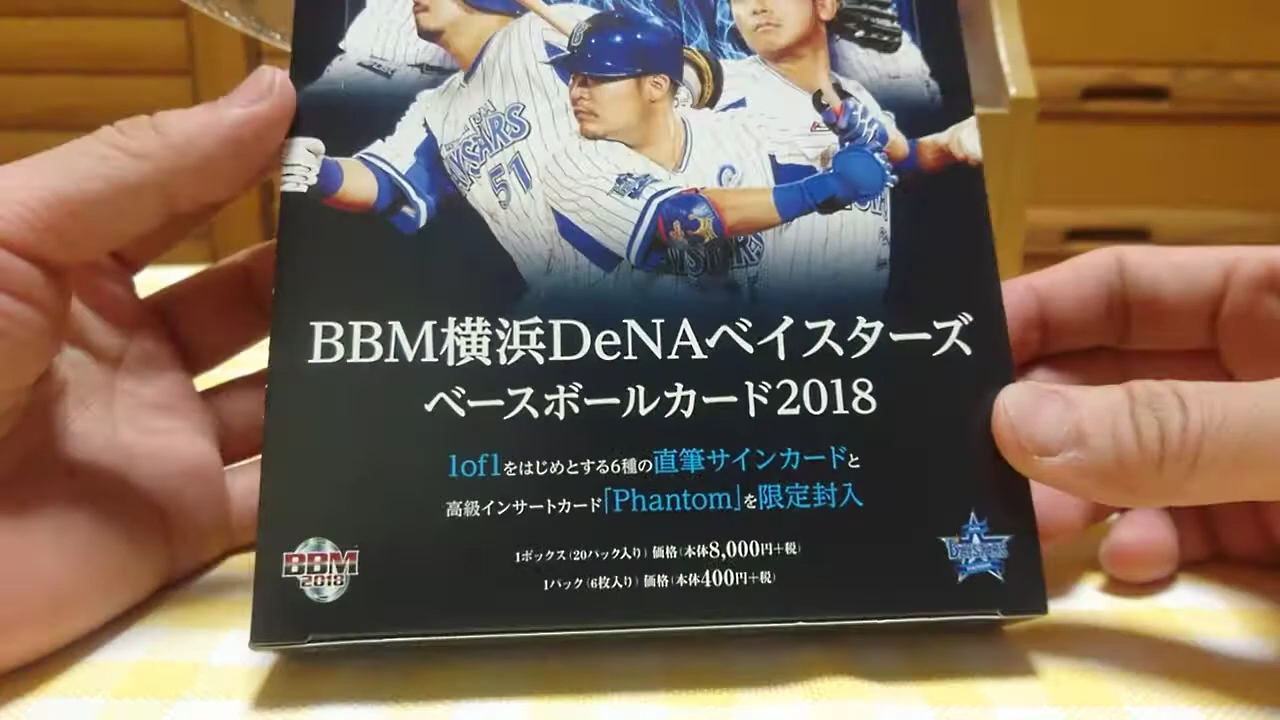 51
BBM横浜DeNAベイスターズ
ベースボールカード2018
1of1をはじめとする6種の直筆サインカードと
高級インサートカード「Phantom」を限定封入
1ボックス(20パック入り) 価格(本体8,000円+税)
1パック(6枚入り) 価格(本体400円+税)
BBM
2018